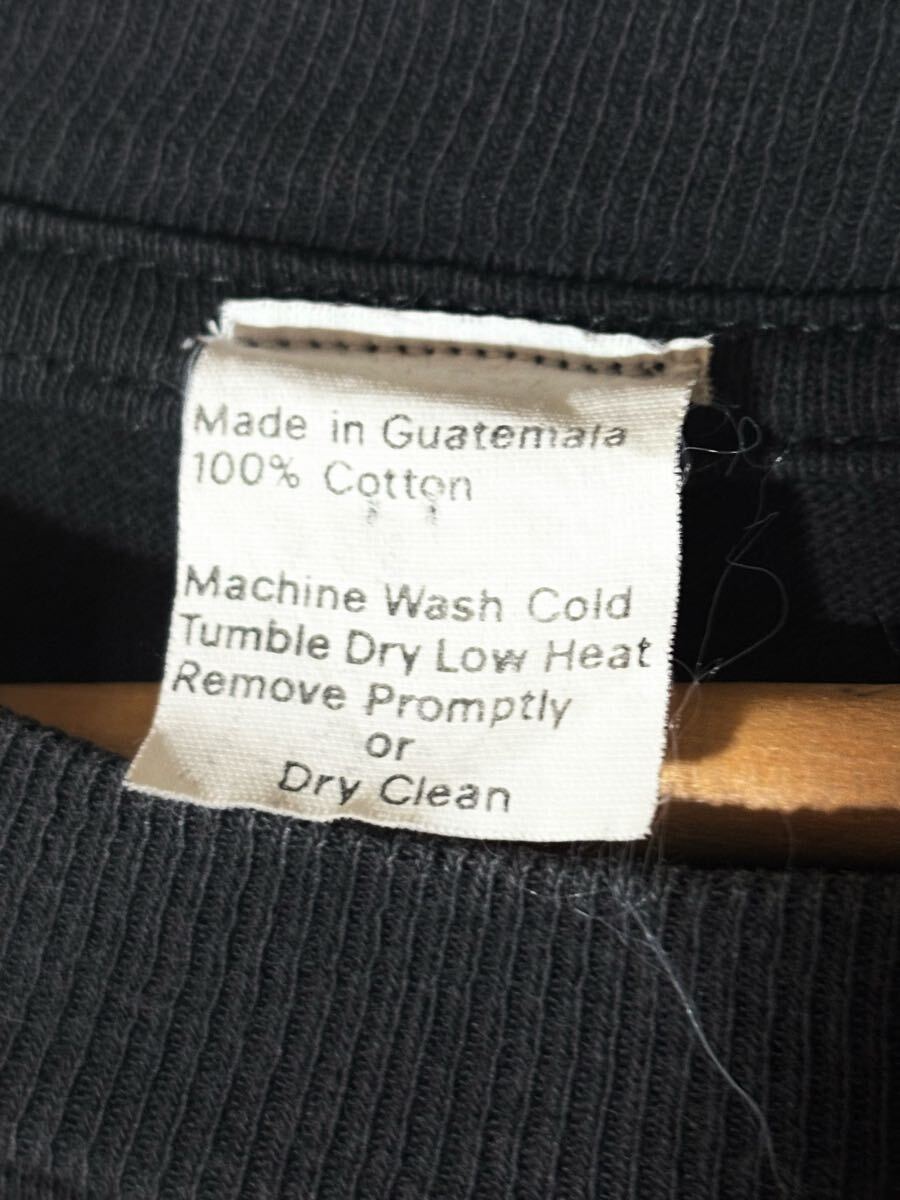 Made in Guatemala
100% Cotton
Machine Wash Cold
Tumble Dry Low Heat
Remove Promptly
or
Dry Clean